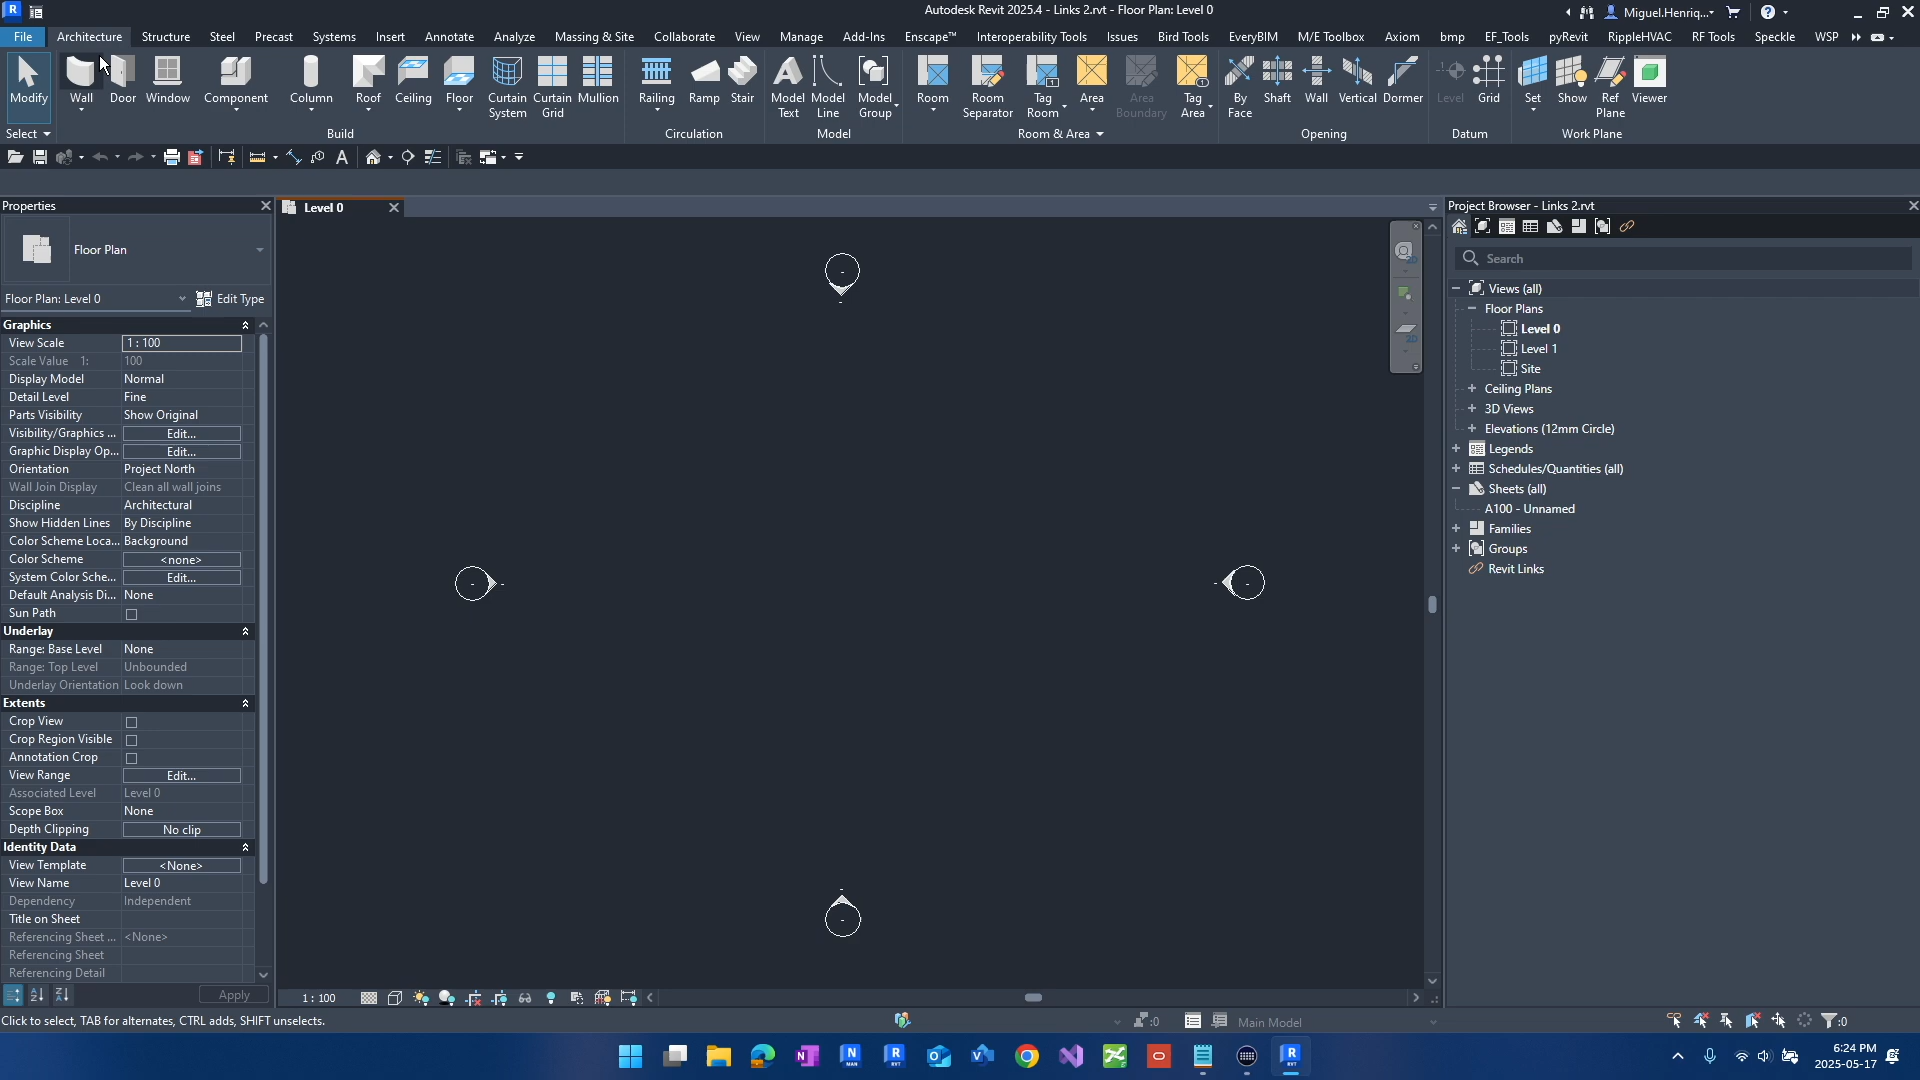 Autodesk Revit 2025.4 - Links 2.rvt - Floor Plan: Level 0
Miguel.Henriq...
File Architecture Structure Steel Precast Systems Insert Annotate Analyze Massing & Site Collaborate View Manage Add-Ins Enscape™ Interoperability Tools Issues Bird Tools EveryBIM M/E Toolbox Axiom bmp EF_Tools pyRevit RippleHVAC RF Tools Speckle WSP
Modify Wall Door Window Component Column Roof Ceiling Floor Curtain System Curtain Grid Mullion Railing Ramp Stair Model Text Model Line Model Group Room Room Separator Tag Room Area Area Boundary Tag Area By Face Shaft Wall Vertical Dormer Level Grid Set Show Ref Plane Viewer
Select Build Circulation Model Room & Area Opening Datum Work Plane
Properties
Floor Plan
Floor Plan: Level 0 Edit Type
Graphics
View Scale 1 : 100
Scale Value 1: 100
Display Model Normal
Detail Level Fine
Parts Visibility Show Original
Visibility/Graphics ... Edit...
Graphic Display Op... Edit...
Orientation Project North
Wall Join Display Clean all wall joins
Discipline Architectural
Show Hidden Lines By Discipline
Color Scheme Loca... Background
Color Scheme <none>
System Color Sche... Edit...
Default Analysis Di... None
Sun Path
Underlay
Range: Base Level None
Range: Top Level Unbounded
Underlay Orientation Look down
Extents
Crop View
Crop Region Visible
Annotation Crop
View Range Edit...
Associated Level Level 0
Scope Box None
Depth Clipping No clip
Identity Data
View Template <None>
View Name Level 0
Dependency Independent
Title on Sheet
Referencing Sheet ... <None>
Referencing Sheet
Referencing Detail
Apply
Level 0
1 : 100
Project Browser - Links 2.rvt
Search
Views (all)
Floor Plans
Level 0
Level 1
Site
Ceiling Plans
3D Views
Elevations (12mm Circle)
Legends
Schedules/Quantities (all)
Sheets (all)
A100 - Unnamed
Families
Groups
Revit Links
Click to select, TAB for alternates, CTRL adds, SHIFT unselects.
:0
Main Model
:0
6:24 PM
2025-05-17